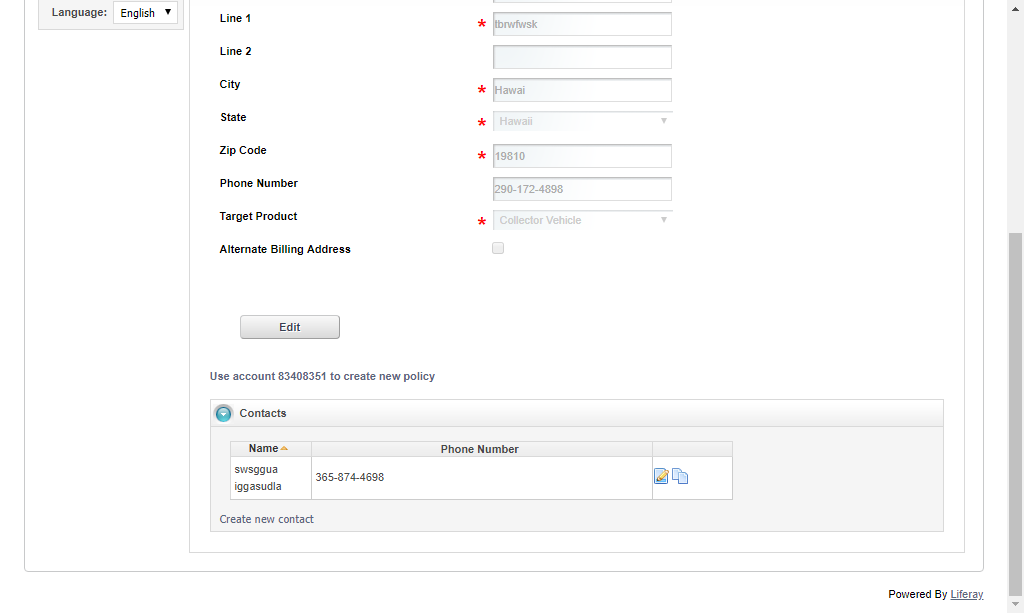 Language: English
Line 1 * tbrwfwsk
Line 2
City * Hawai
State * Hawaii
Zip Code * 19810
Phone Number 290-172-4898
Target Product * Collector Vehicle
Alternate Billing Address
Edit
Use account 83408351 to create new policy
Contacts
Name Phone Number
swsggua
iggasudla 365-874-4698
Create new contact
Powered By Liferay